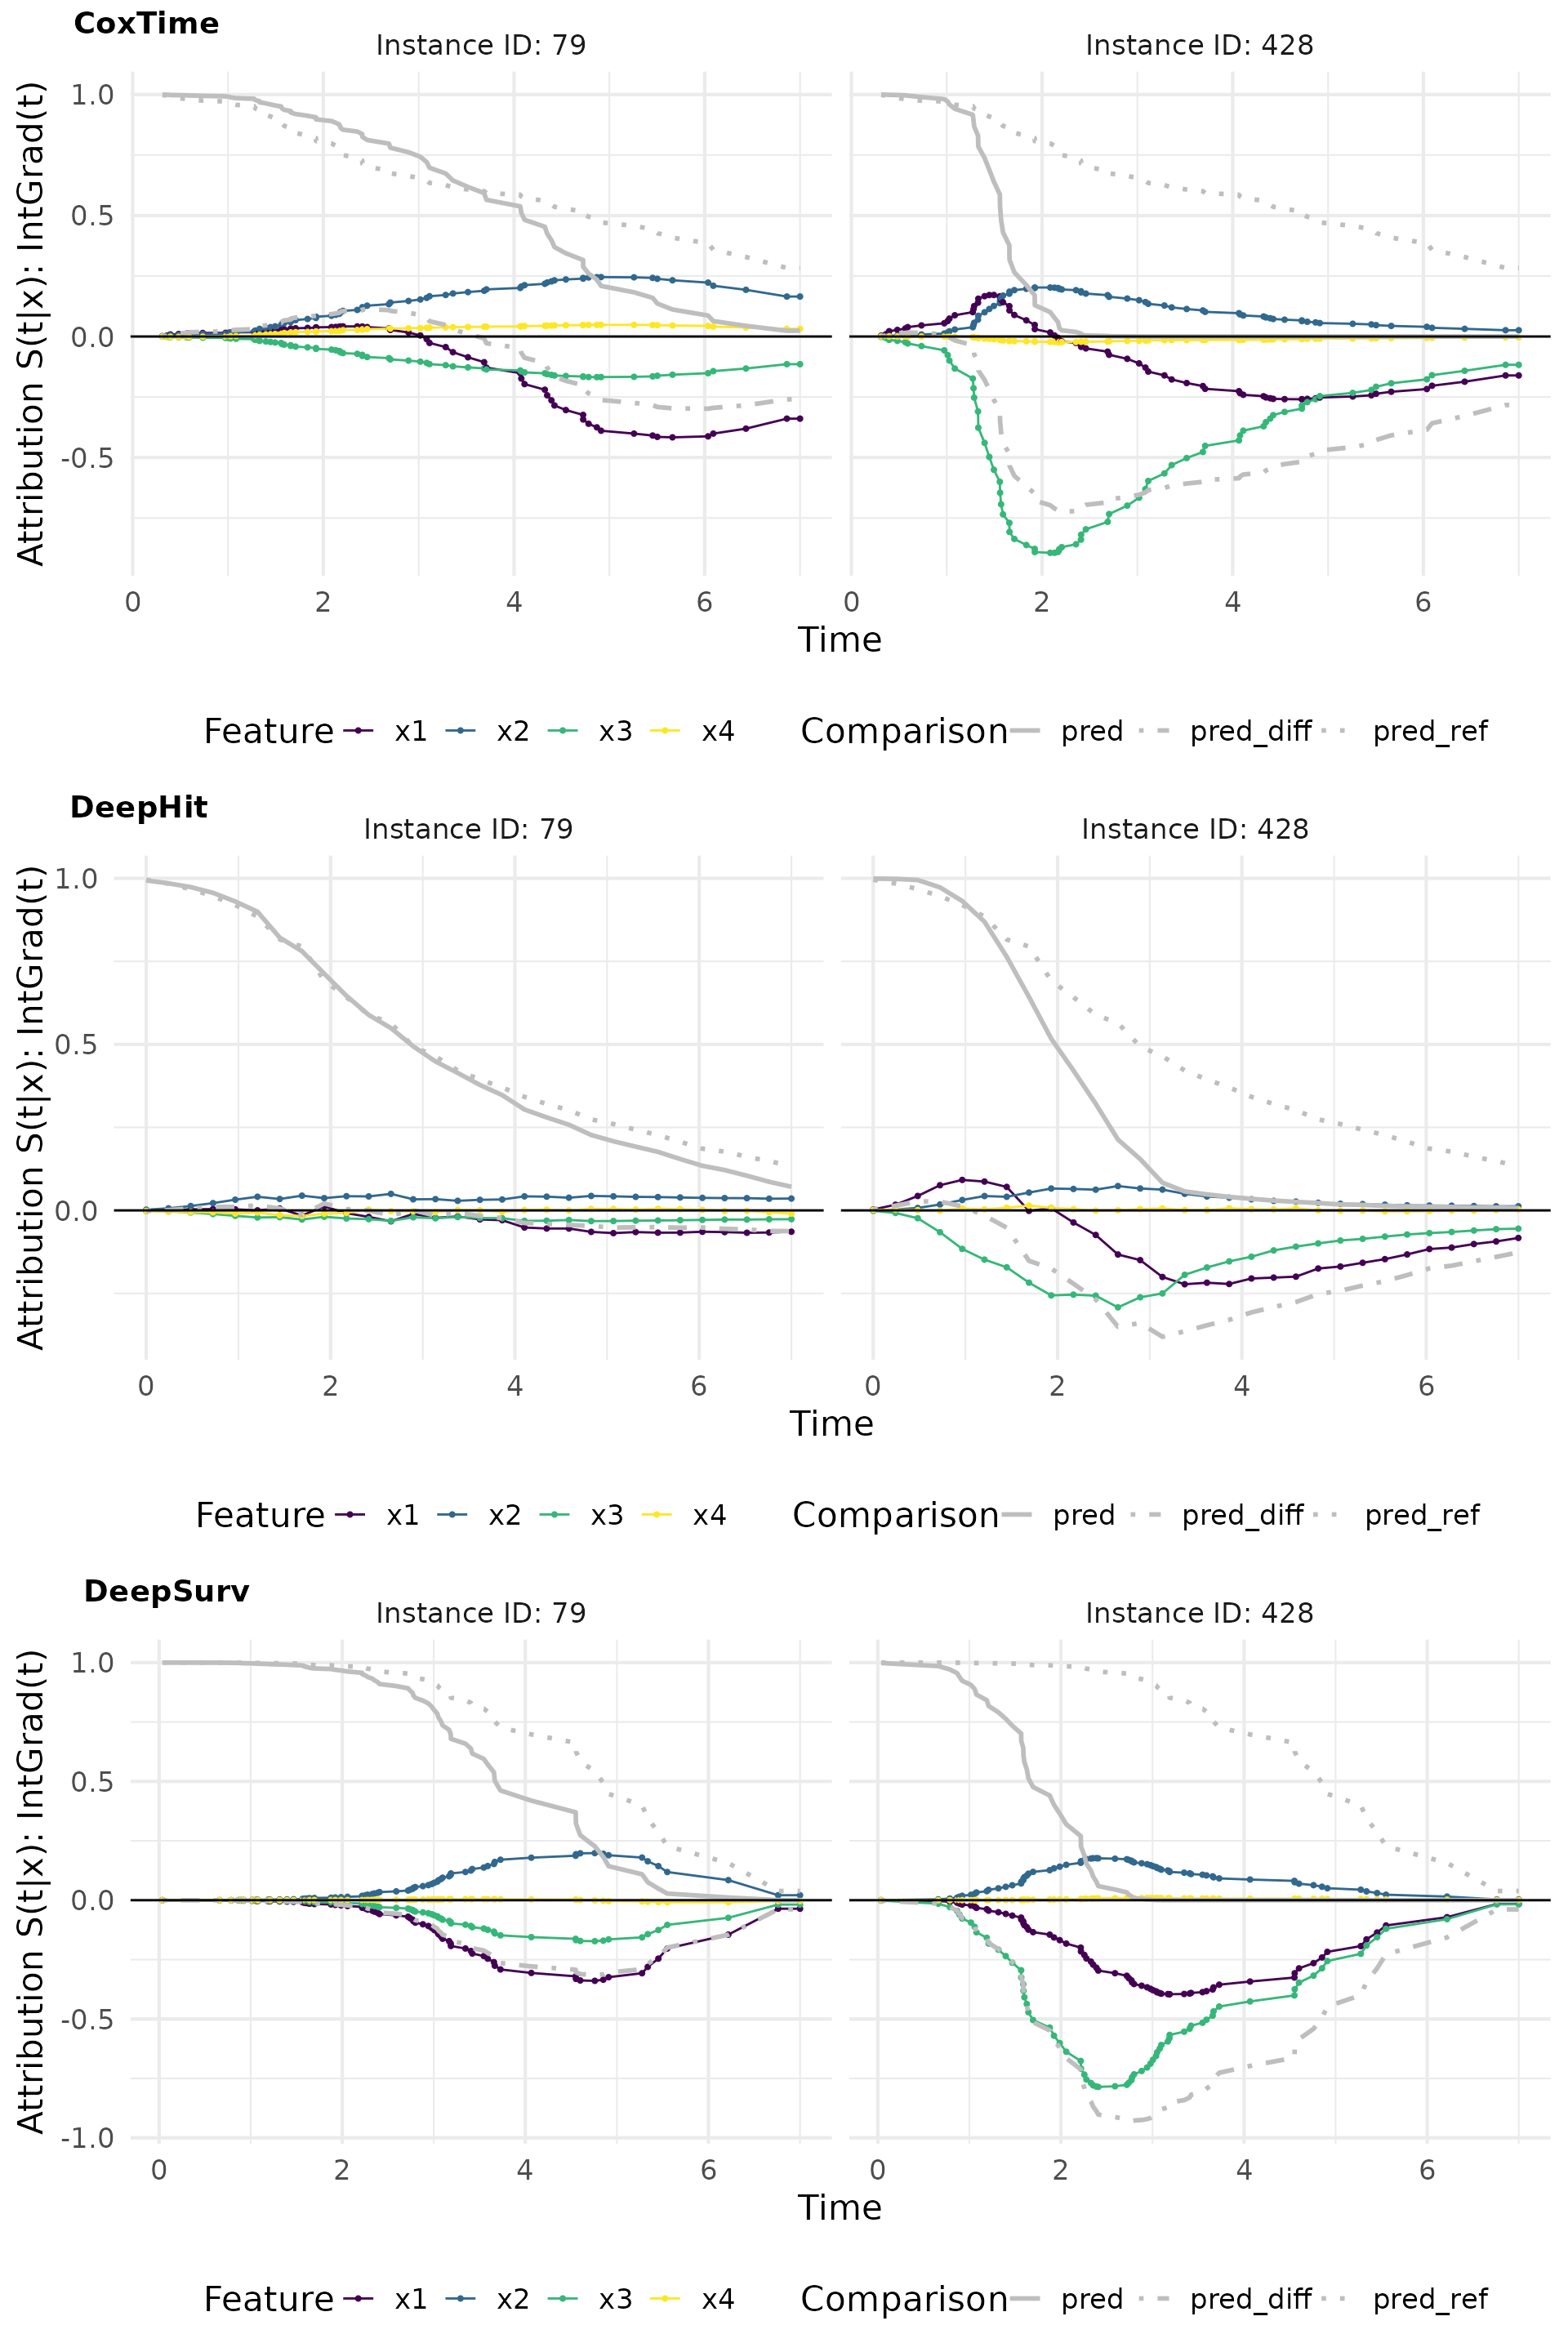 CoxTime
Instance ID: 79
Instance ID: 428
Attribution S(t|x): IntGrad(t)
1.0
0.5
0.0
-0.5
0 2 4 6
0 2 4 6
Time
Feature x1 x2 x3 x4 Comparison pred pred_diff pred_ref
DeepHit
Instance ID: 79
Instance ID: 428
Attribution S(t|x): IntGrad(t)
1.0
0.5
0.0
0 2 4 6
0 2 4 6
Time
Feature x1 x2 x3 x4 Comparison pred pred_diff pred_ref
DeepSurv
Instance ID: 79
Instance ID: 428
Attribution S(t|x): IntGrad(t)
1.0
0.5
0.0
-0.5
-1.0
0 2 4 6
0 2 4 6
Time
Feature x1 x2 x3 x4 Comparison pred pred_diff pred_ref